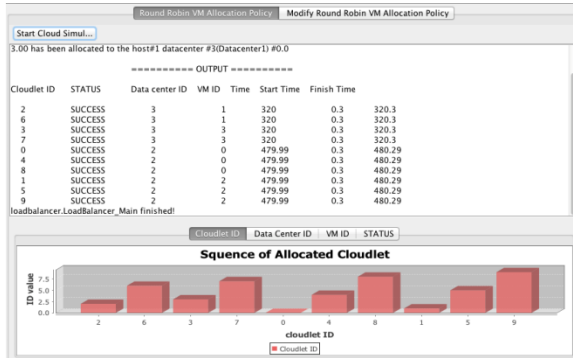 Round Robin VM Allocation Policy Modify Round Robin VM Allocation Policy
Start Cloud Simul...
3.00 has been allocated to the host#1 datacenter #3(Datacenter1) #0.0
========== OUTPUT ==========
Cloudlet ID STATUS Data center ID VM ID Time Start Time Finish Time
2 SUCCESS 3 1 320 0.3 320.3
6 SUCCESS 3 1 320 0.3 320.3
3 SUCCESS 3 3 320 0.3 320.3
7 SUCCESS 3 3 320 0.3 320.3
0 SUCCESS 2 0 479.99 0.3 480.29
4 SUCCESS 2 0 479.99 0.3 480.29
8 SUCCESS 2 0 479.99 0.3 480.29
1 SUCCESS 2 2 479.99 0.3 480.29
5 SUCCESS 2 2 479.99 0.3 480.29
9 SUCCESS 2 2 479.99 0.3 480.29
loadbalancer.LoadBalancer_Main finished!
Cloudlet ID Data Center ID VM ID STATUS
Squence of Allocated Cloudlet
ID value
7.5
5.0
2.5
0.0
2 6 3 7 0 4 8 1 5 9
cloudlet ID
Cloudlet ID